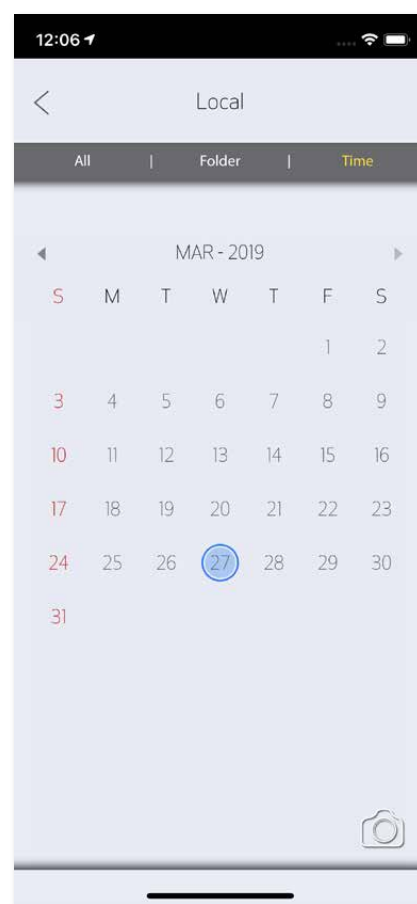 12:06
Local
All | Folder | Time
MAR - 2019
S M T W T F S
1 2
3 4 5 6 7 8 9
10 11 12 13 14 15 16
17 18 19 20 21 22 23
24 25 26 27 28 29 30
31